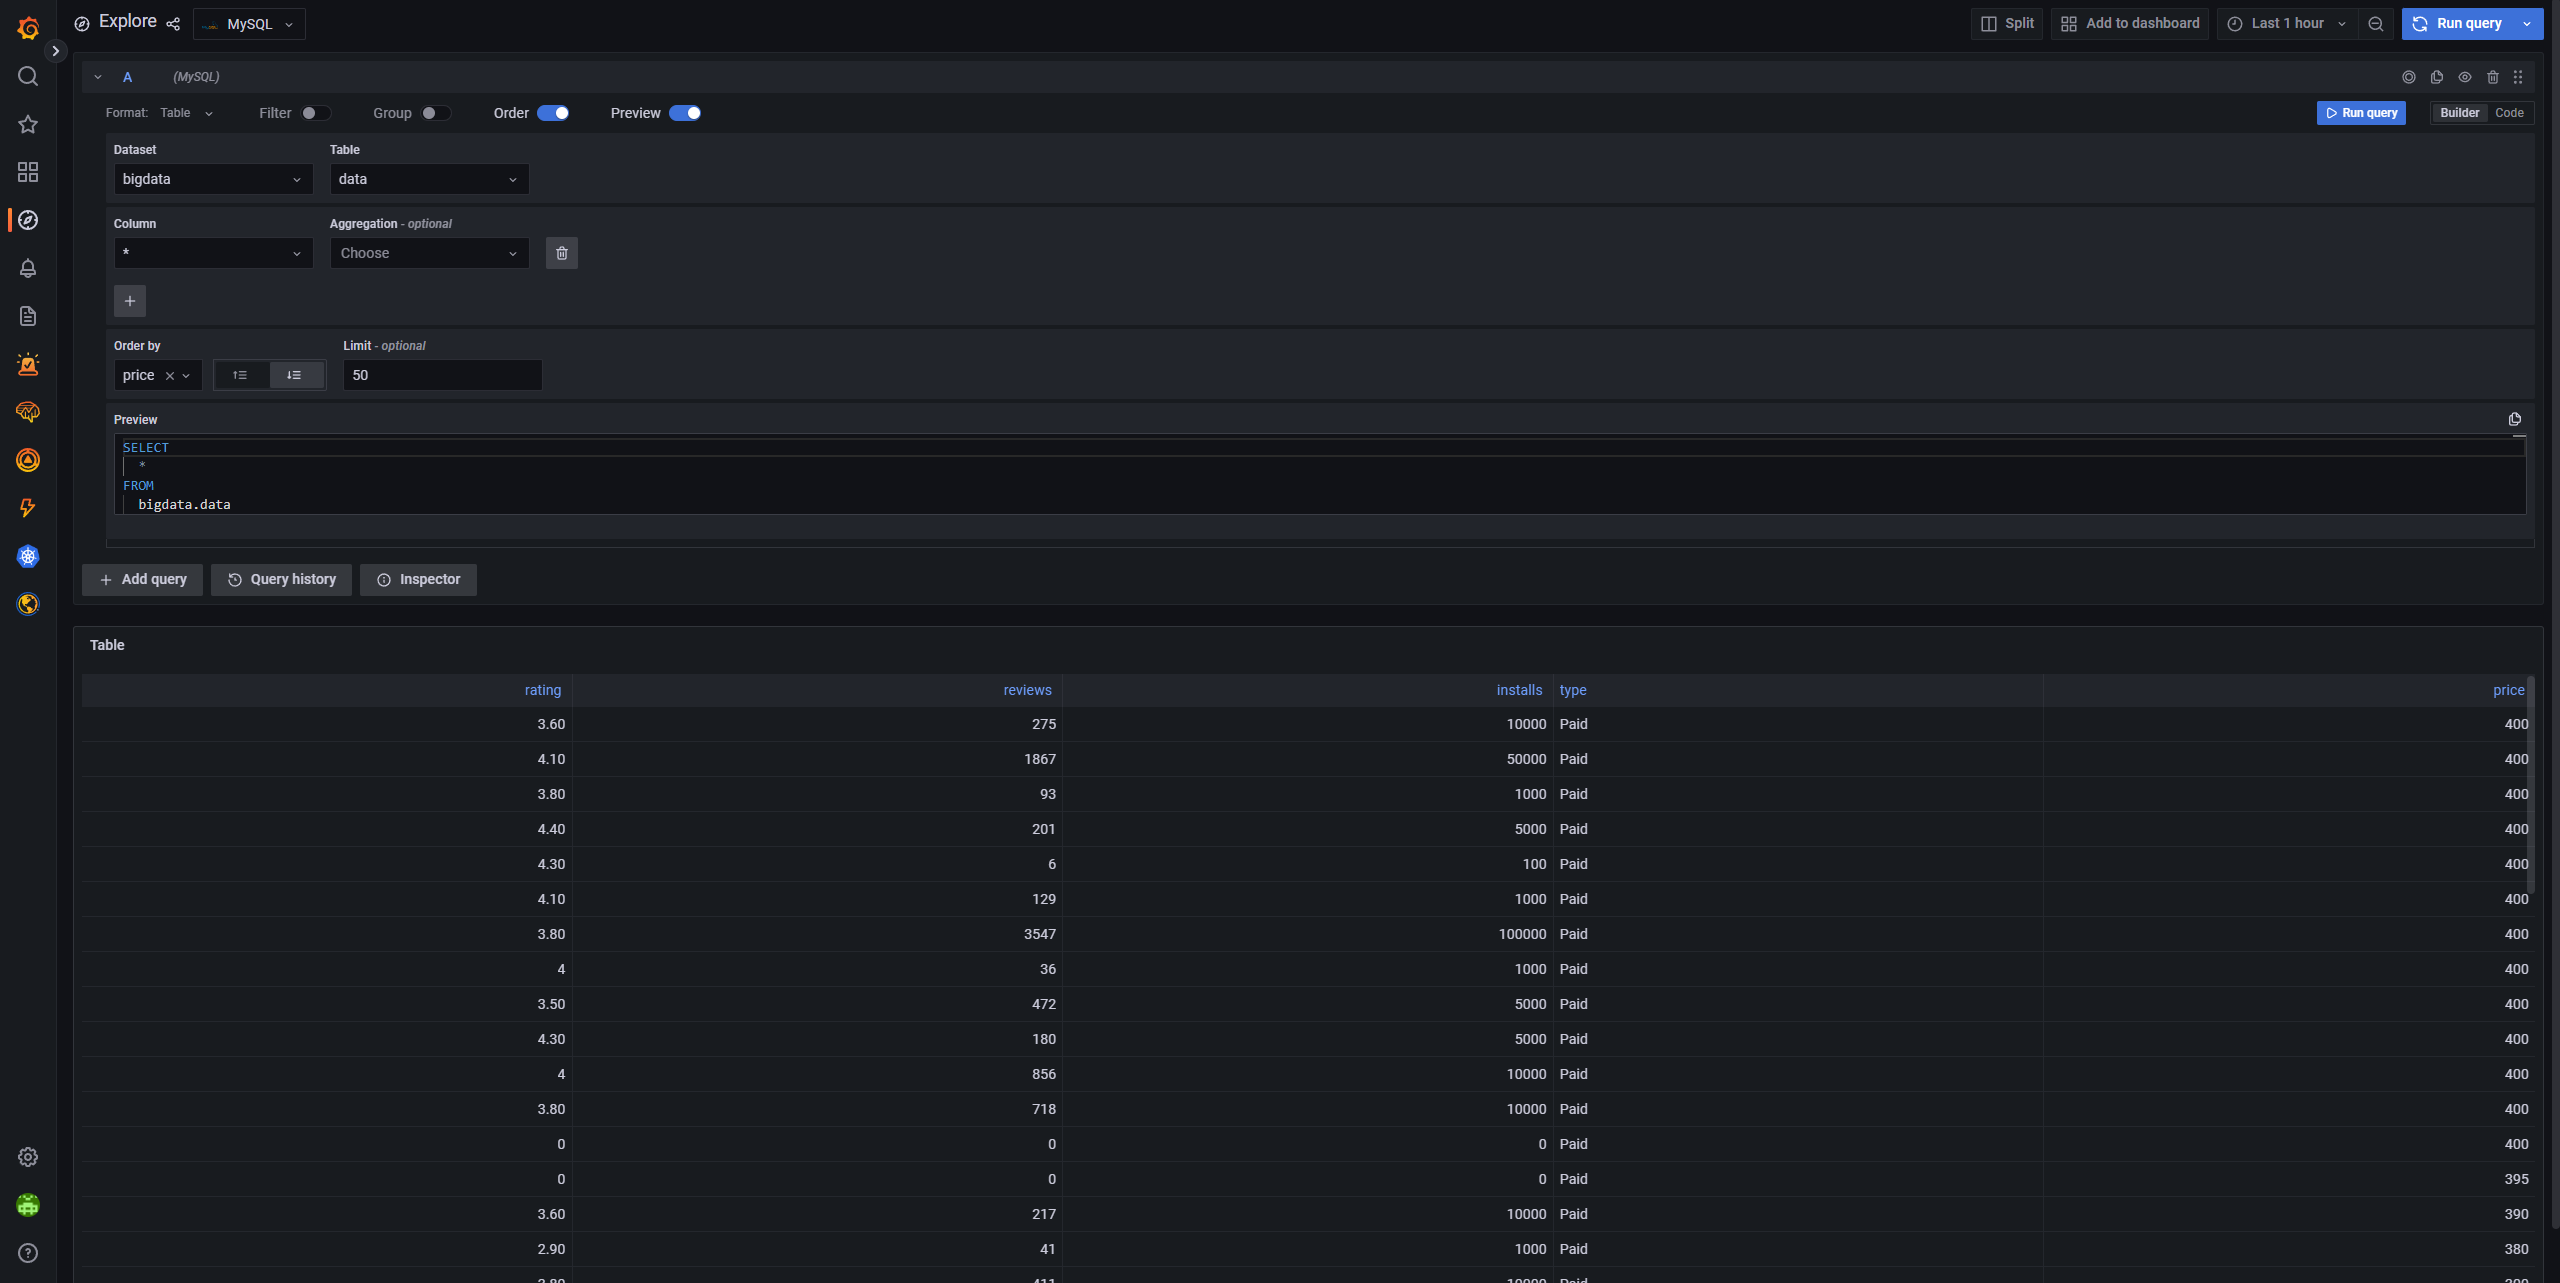 Explore MySQL Split Add to dashboard Last 1 hour Run query
A (MySQL)
Format: Table Filter Group Order Preview Run query Builder Code
Dataset Table
bigdata data
Column Aggregation - optional
* Choose
Order by Limit - optional
price 50
Preview
SELECT
*
FROM
bigdata.data
Add query Query history Inspector
Table
rating reviews installs type price
3.60 275 10000 Paid 400
4.10 1867 50000 Paid 400
3.80 93 1000 Paid 400
4.40 201 5000 Paid 400
4.30 6 100 Paid 400
4.10 129 1000 Paid 400
3.80 3547 100000 Paid 400
4 36 1000 Paid 400
3.50 472 5000 Paid 400
4.30 180 5000 Paid 400
4 856 10000 Paid 400
3.80 718 10000 Paid 400
0 0 0 Paid 400
0 0 0 Paid 395
3.60 217 10000 Paid 390
2.90 41 1000 Paid 380